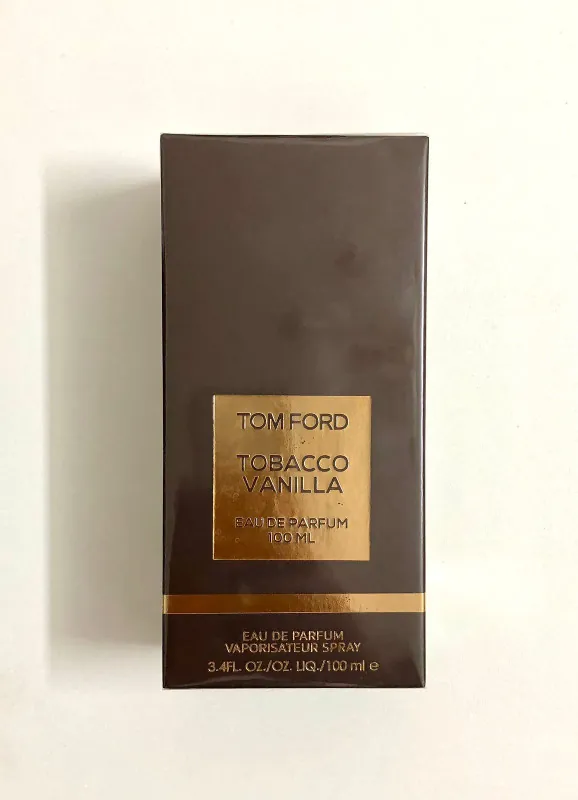 TOM FORD
TOBACCO
VANILLA
EAU DE PARFUM
100 ML
EAU DE PARFUM
VAPORISATEUR SPRAY
3.4FL. OZ./OZ. LIQ./100 ml ℮